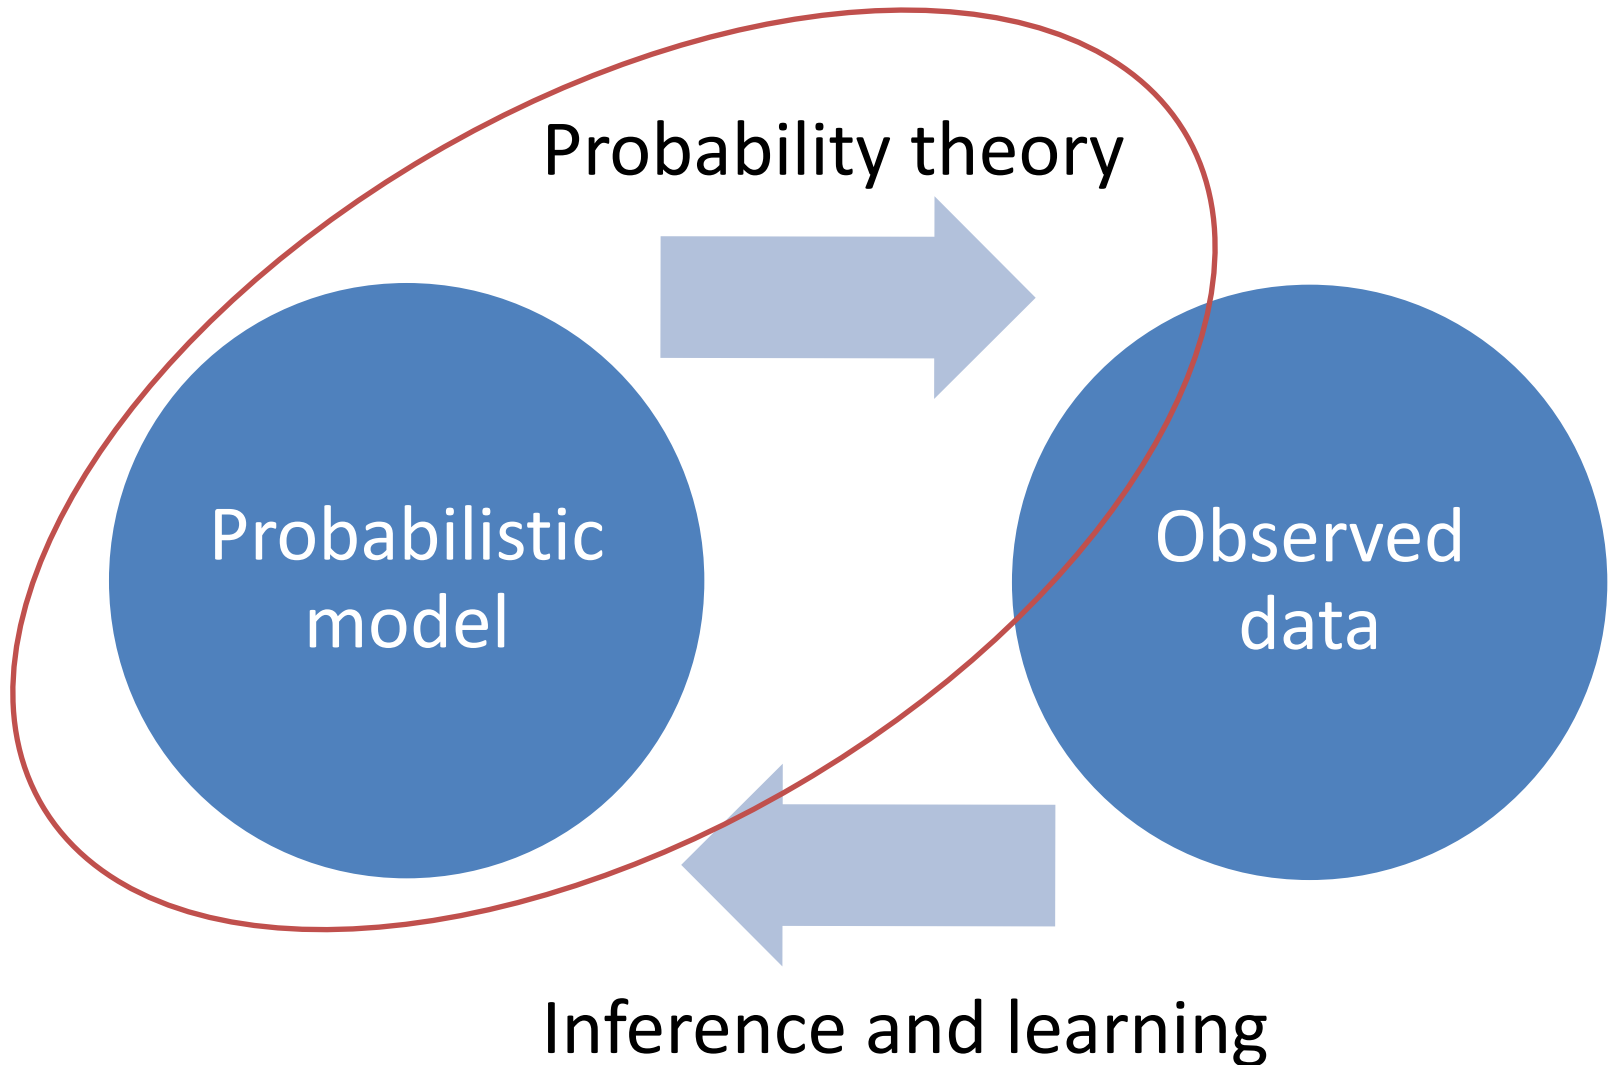 Probability theory
Probabilistic
model
Observed
data
Inference and learning